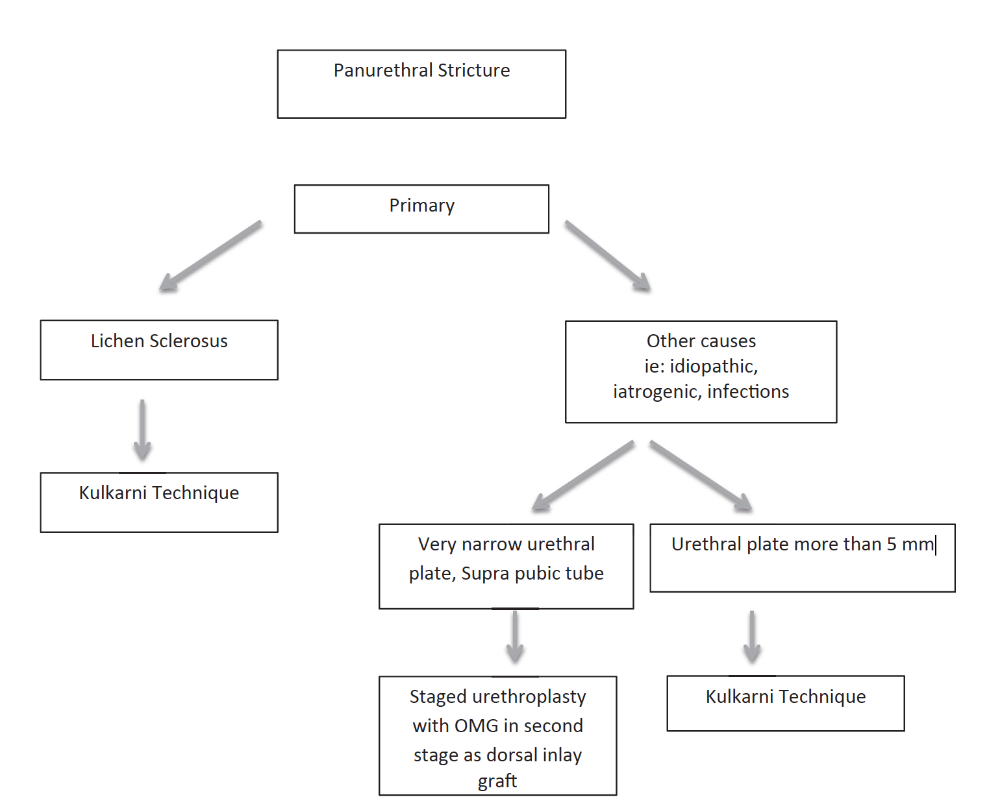 Panurethral Stricture
Primary
Lichen Sclerosus
Other causes
ie: idiopathic,
iatrogenic, infections
Kulkarni Technique
Very narrow urethral
plate, Supra pubic tube
Urethral plate more than 5 mm
Staged urethroplasty
with OMG in second
stage as dorsal inlay
graft
Kulkarni Technique